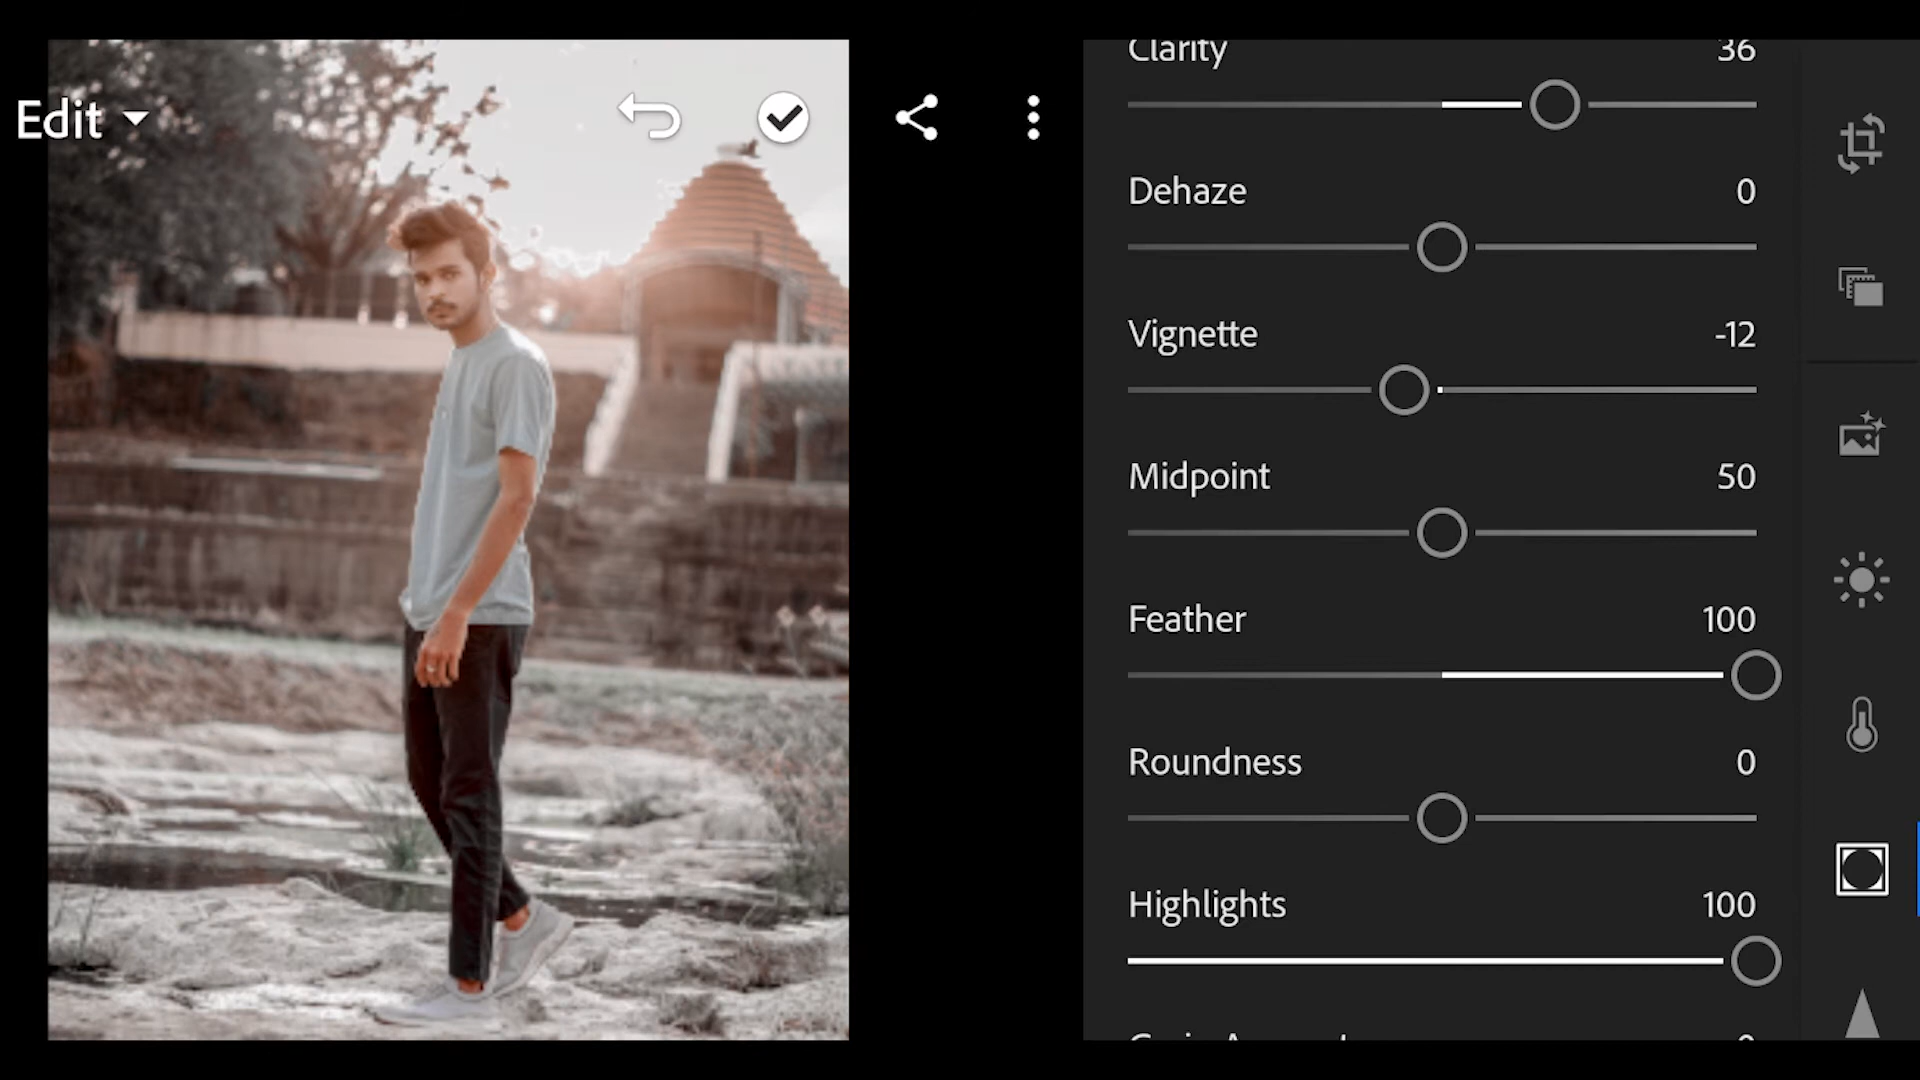 Edit
Clarity 36
Dehaze 0
Vignette -12
Midpoint 50
Feather 100
Roundness 0
Highlights 100